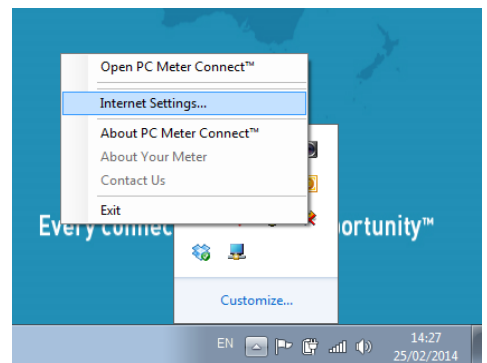 Open PC Meter Connect™
Internet Settings...
About PC Meter Connect™
About Your Meter
Contact Us
Exit
Every connec ortunity™
Customize...
EN
14:27
25/02/2014